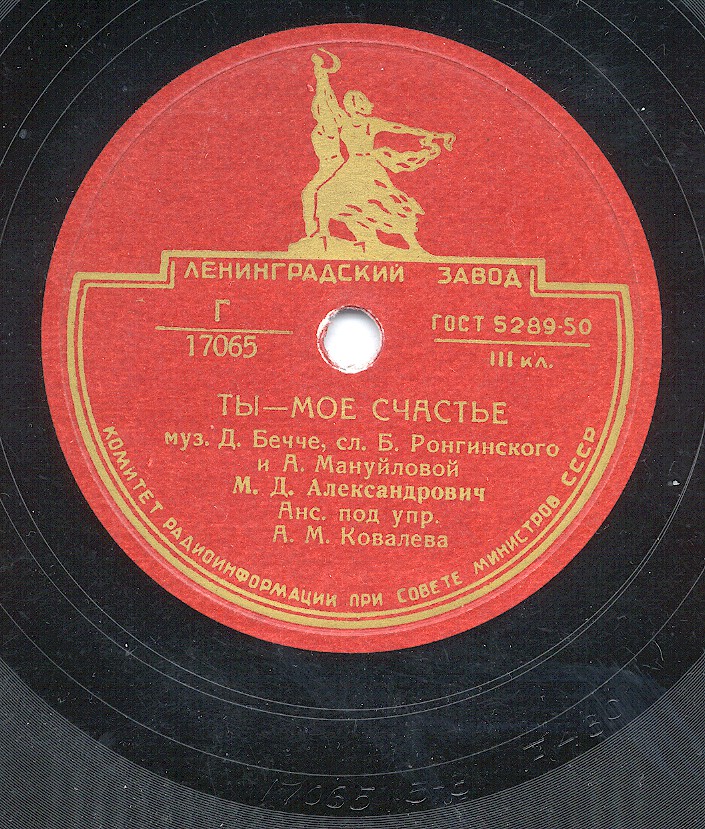 ЛЕНИНГРАДСКИЙ ЗАВОД
Г
17065
ГОСТ 5289-50
III кл.
ТЫ—МОЕ СЧАСТЬЕ
муз. Д. Бечче, сл. Б. Ронгинского
и А. Мануйловой
М. Д. Александрович
Анс. под упр.
А. М. Ковалева
КОМИТЕТ РАДИОИНФОРМАЦИИ ПРИ СОВЕТЕ МИНИСТРОВ СССР
17065